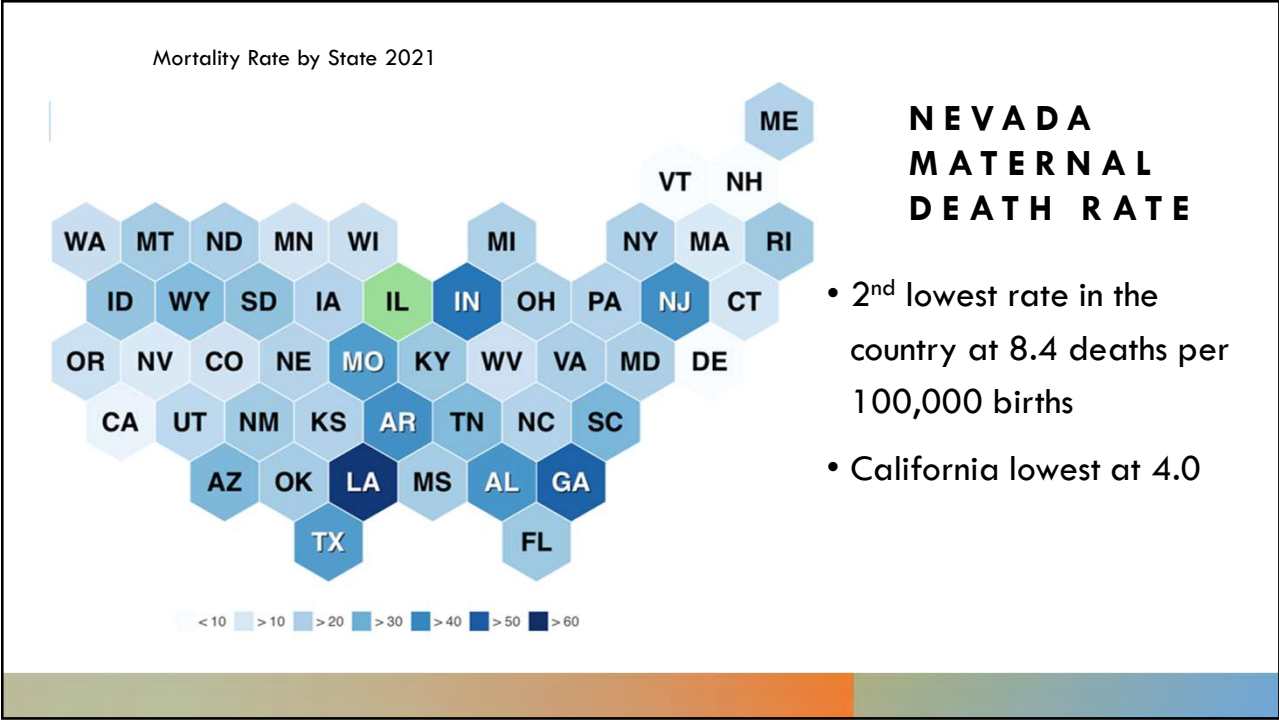 Mortality Rate by State 2021
NEVADA
MATERNAL
DEATH RATE
• 2nd lowest rate in the
country at 8.4 deaths per
100,000 births
• California lowest at 4.0
ME
VT NH
WA MT ND MN WI MI NY MA RI
ID WY SD IA IL IN OH PA NJ CT
OR NV CO NE MO KY WV VA MD DE
CA UT NM KS AR TN NC SC
AZ OK LA MS AL GA
TX FL
< 10 > 10 > 20 > 30 > 40 > 50 > 60